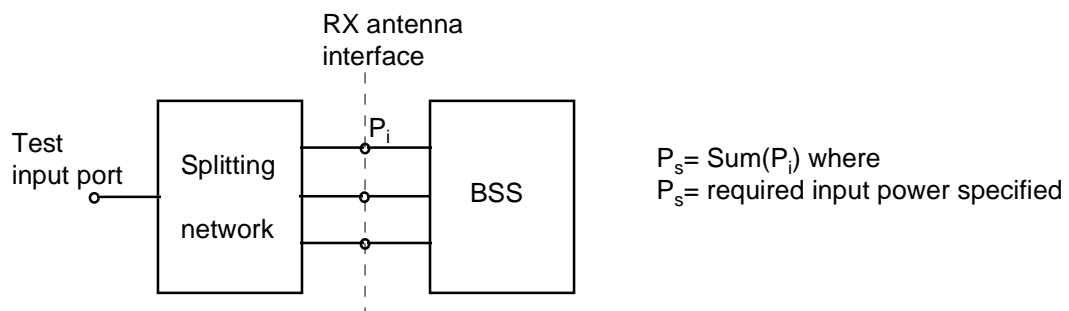 RX antenna
interface
P_i
Test
input port
Splitting
network
BSS
P_s= Sum(P_i) where
P_s= required input power specified